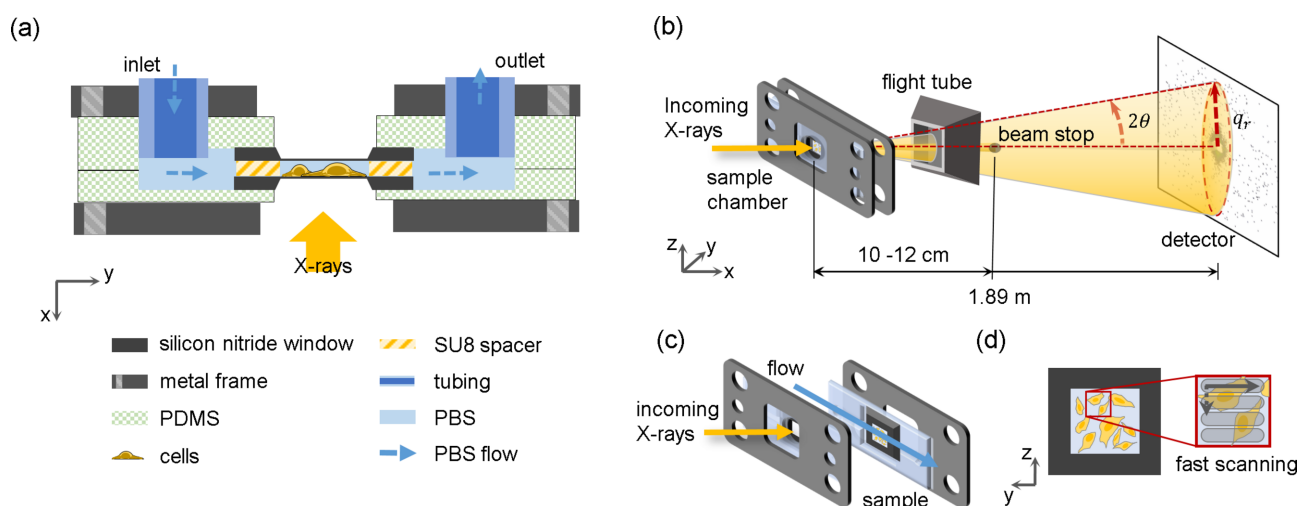 (a)
inlet
outlet
X-rays
y
x
silicon nitride window
metal frame
PDMS
cells
SU8 spacer
tubing
PBS
PBS flow
(b)
flight tube
Incoming
X-rays
2θ
q_r
beam stop
sample
chamber
detector
z
y
x
10 -12 cm
1.89 m
(c)
flow
incoming
X-rays
sample
(d)
z
y
fast scanning